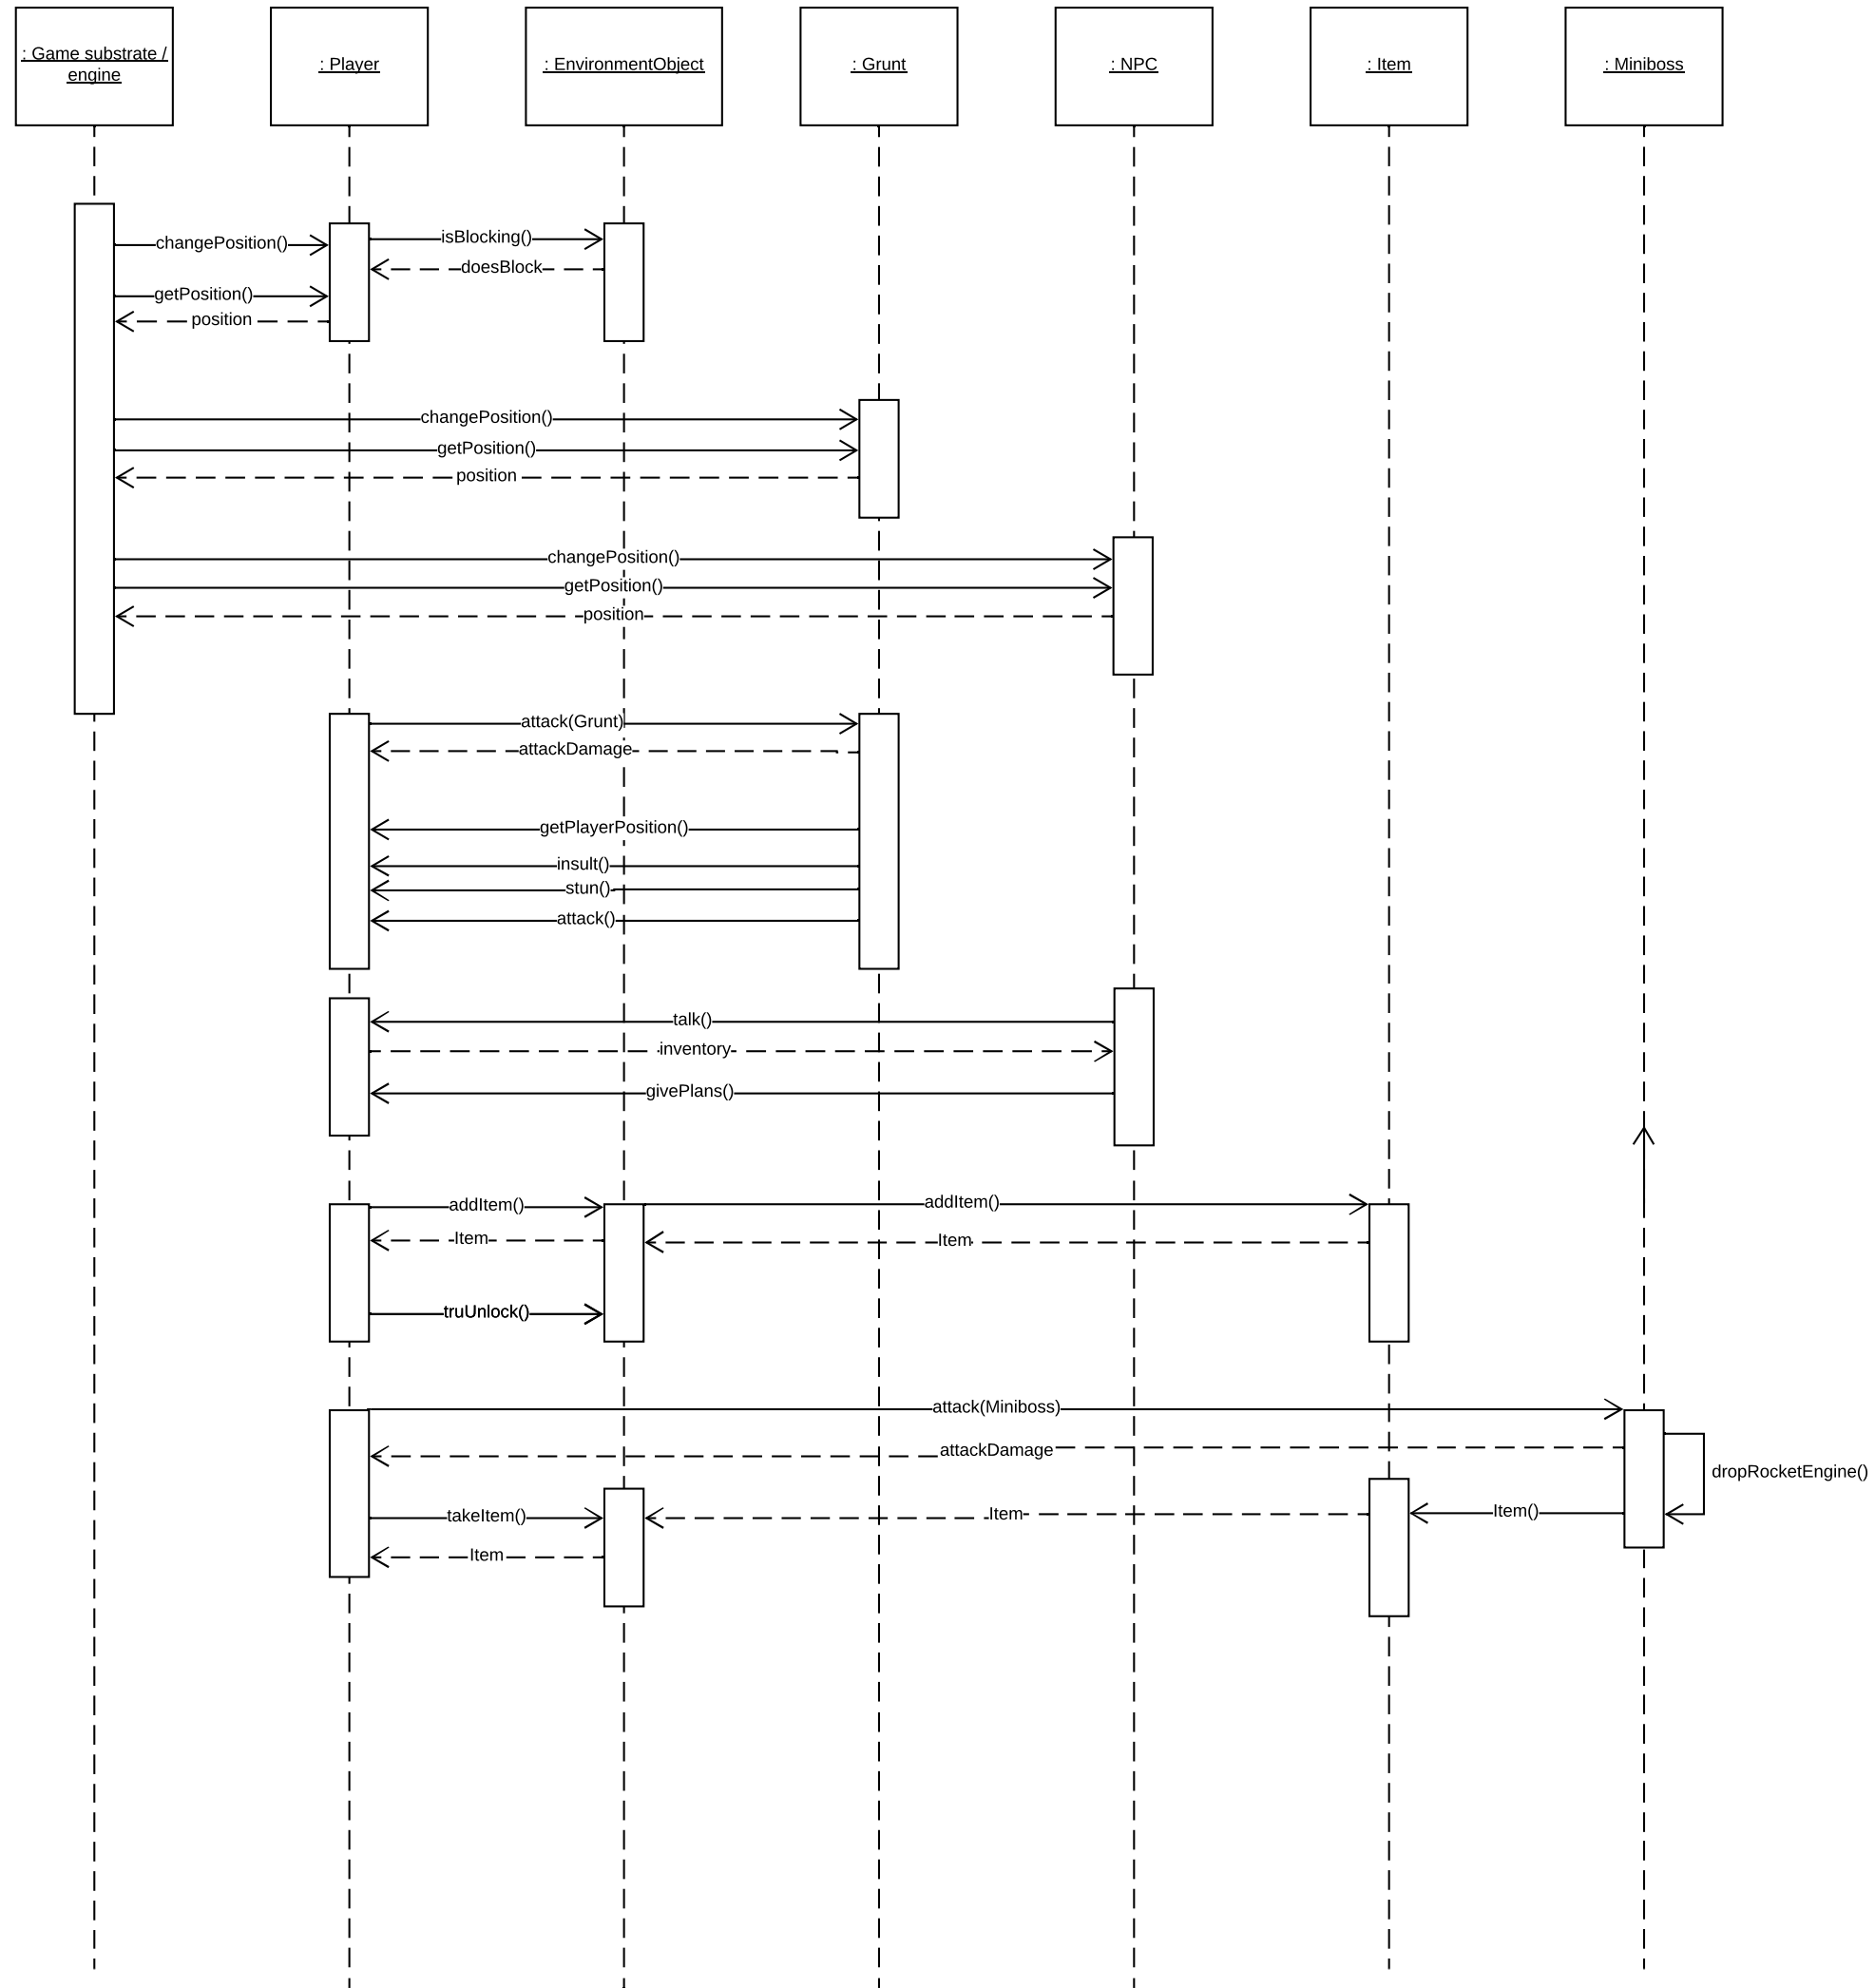 : Game substrate /
engine
: Player
: EnvironmentObject
: Grunt
: NPC
: Item
: Miniboss
changePosition()
isBlocking()
doesBlock
getPosition()
position
changePosition()
getPosition()
position
changePosition()
getPosition()
position
attack(Grunt)
attackDamage
getPlayerPosition()
insult()
stun()
attack()
talk()
inventory
givePlans()
addItem()
addItem()
Item
Item
truUnlock()
attack(Miniboss)
attackDamage
dropRocketEngine()
takeItem()
Item
Item()
Item